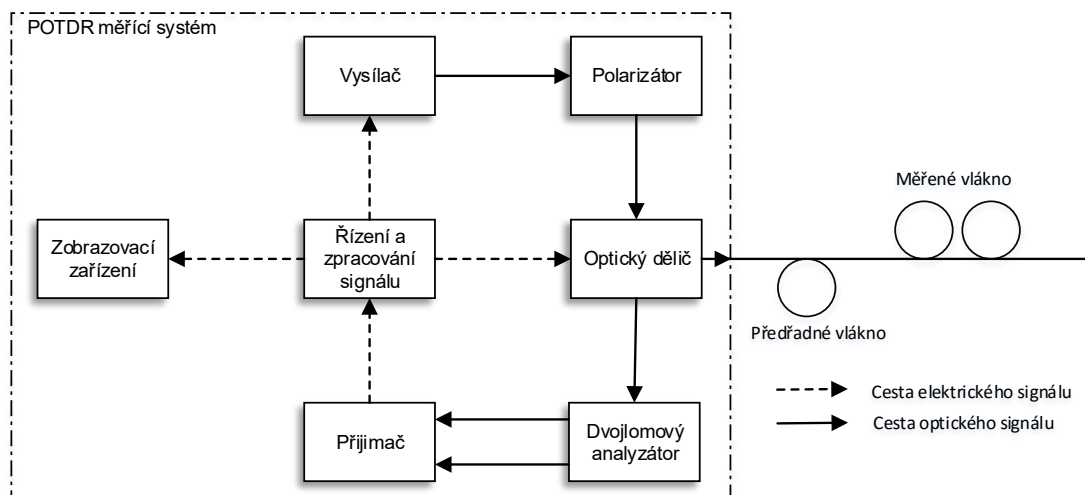 POTDR měřící systém
Vysílač
Polarizátor
Měřené vlákno
Zobrazovací
zařízení
Řízení a
zpracování
signálu
Optický dělič
Předřadné vlákno
Cesta elektrického signálu
Cesta optického signálu
Přijimač
Dvojlomový
analyzátor